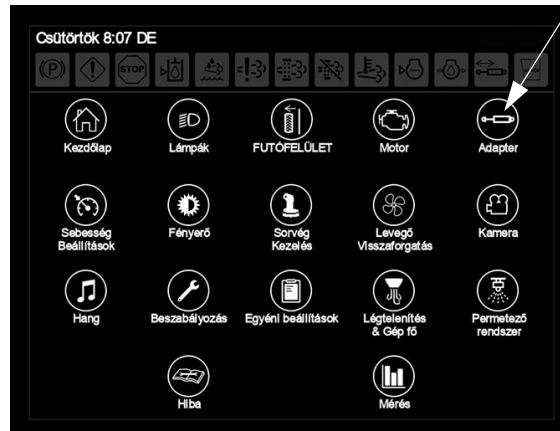 Csütörtök 8:07 DE
P
STOP
Kezdőlap
Lámpák
FUTÓFELÜLET
Motor
Adapter
Sebesség
Beállítások
Fényerő
Sorvég
Kezelés
Levegő
Visszaforgatás
Kamera
Hang
Beszabályozás
Egyéni beállítások
Légtelenítés
& Gép fő
Permetező
rendszer
Hiba
Mérés